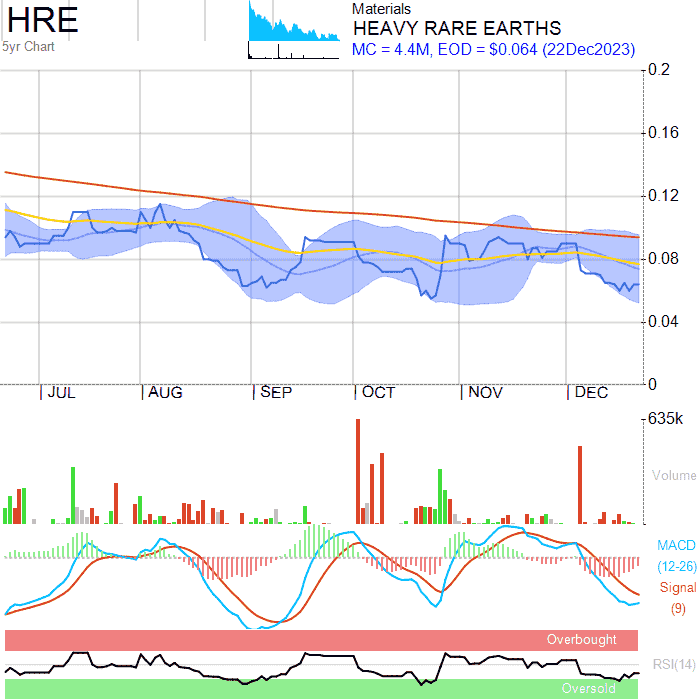 HRE
5yr Chart
Materials
HEAVY RARE EARTHS
MC = 4.4M, EOD = $0.064 (22Dec2023)
0.2
0.16
0.12
0.08
0.04
0
JUL AUG SEP OCT NOV DEC
635k
Volume
MACD
(12-26)
Signal
(9)
Overbought
RSI(14)
Oversold